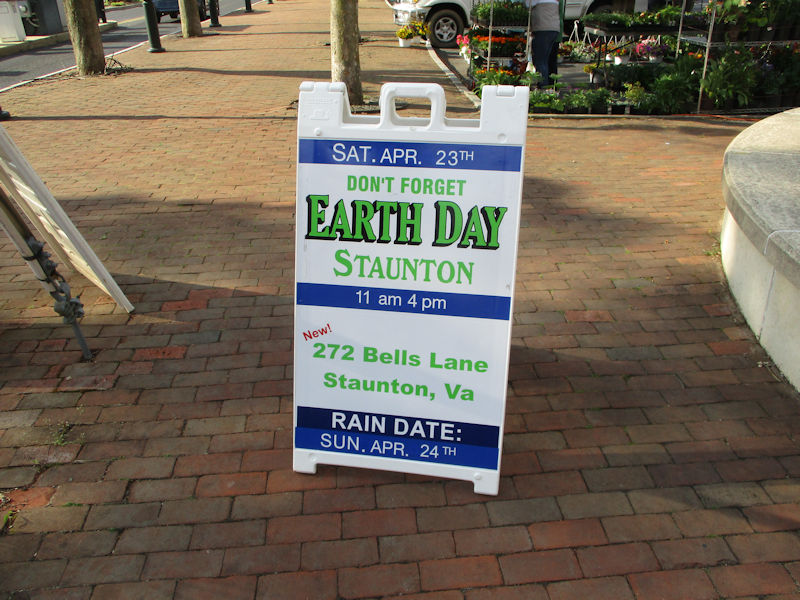 SAT. APR. 23TH
DON'T FORGET
EARTH DAY
STAUNTON
11 am 4 pm
New!
272 Bells Lane
Staunton, Va
RAIN DATE:
SUN. APR. 24TH